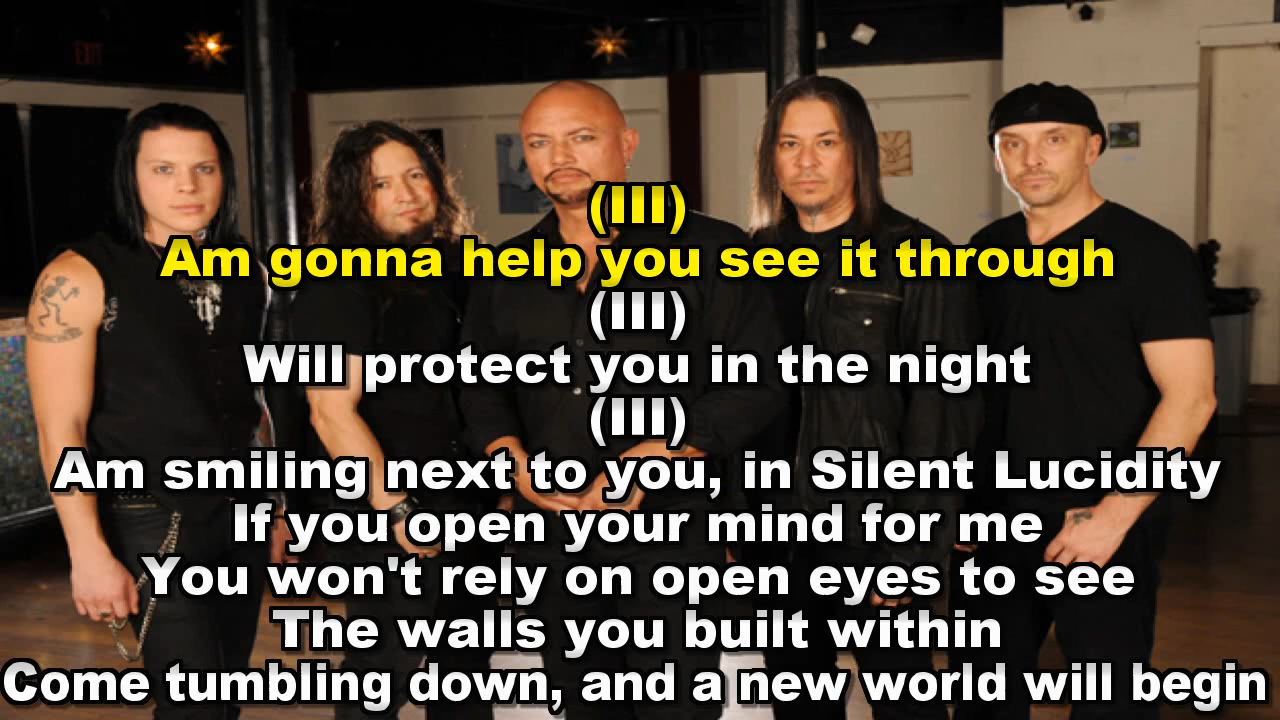 EXIT
(III)
Am gonna help you see it through
(III)
Will protect you in the night
(III)
Am smiling next to you, in Silent Lucidity
If you open your mind for me
You won't rely on open eyes to see
The walls you built within
Come tumbling down, and a new world will begin